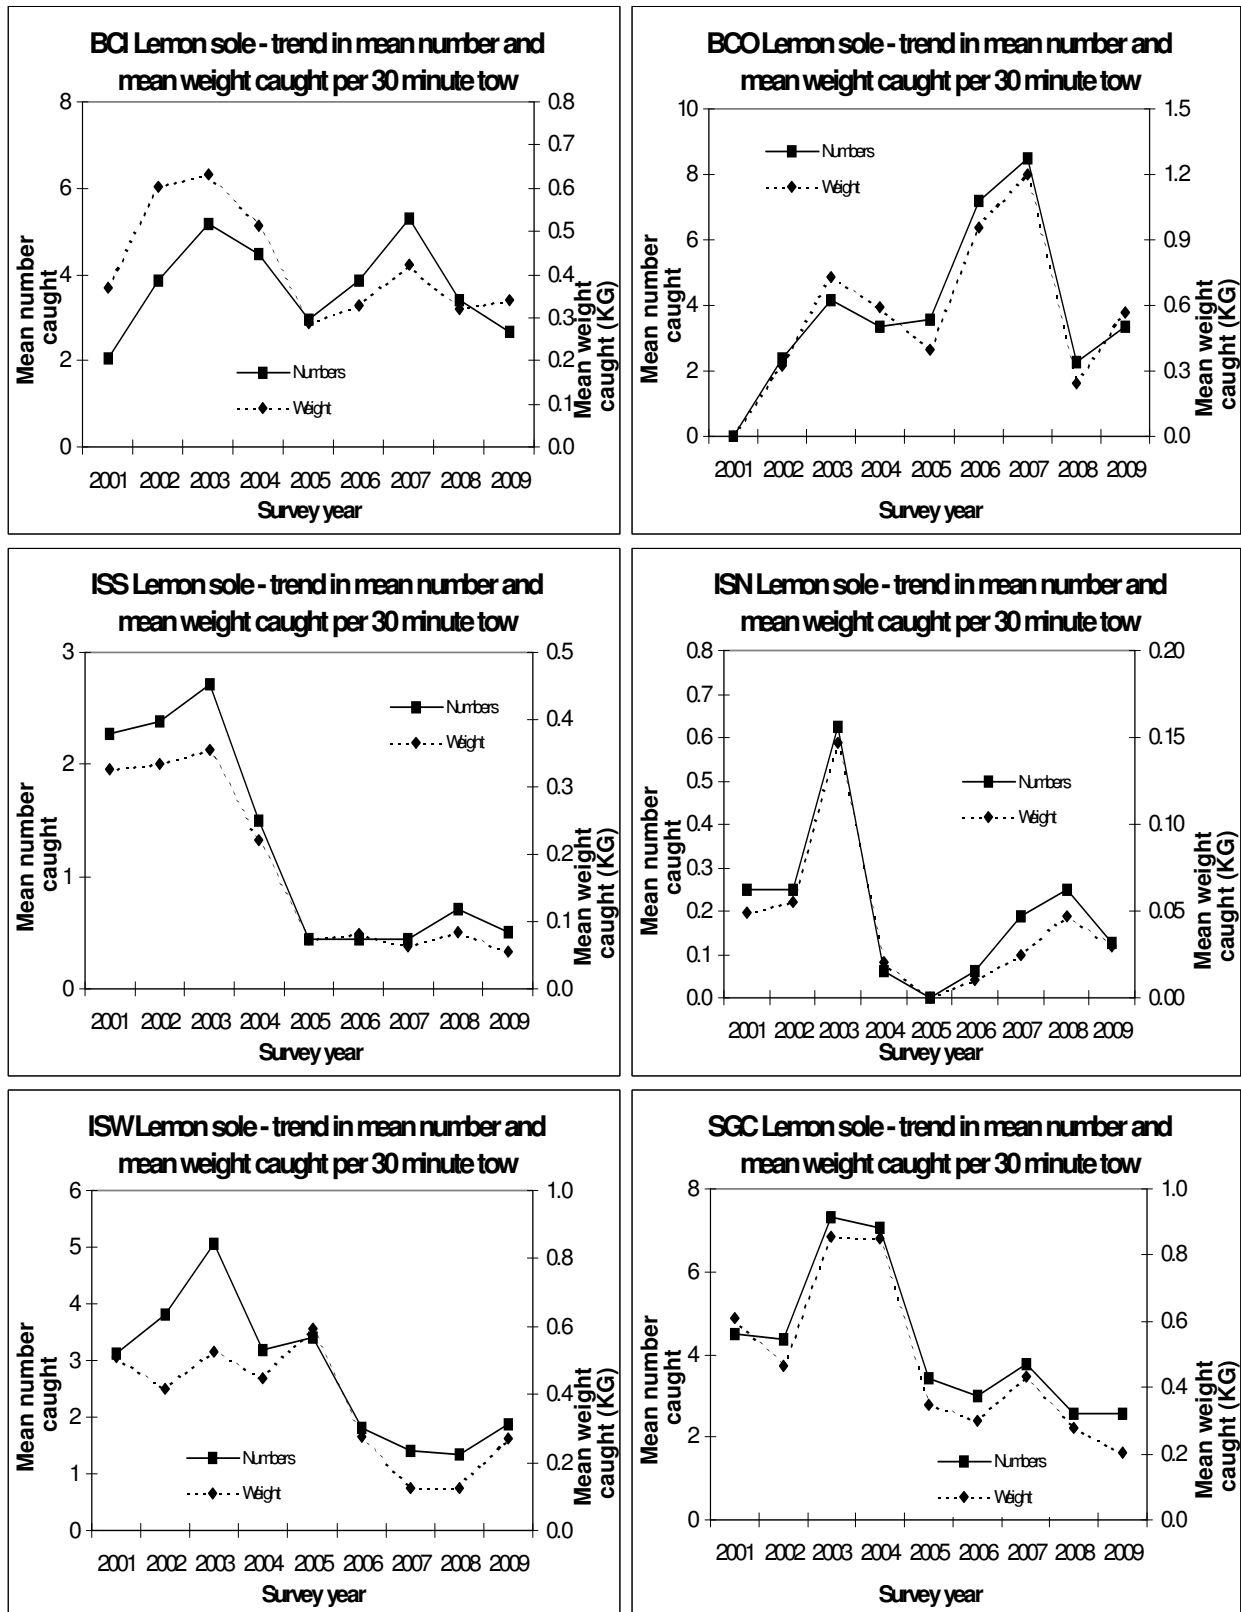 BCI Lemon sole - trend in mean number and
mean weight caught per 30 minute tow
8
6
4
2
0
0.8
0.7
0.6
0.5
0.4
0.3
0.2
0.1
0.0
Mean number
caught
Mean weight
caught (KG)
Numbers
Weight
2001 2002 2003 2004 2005 2006 2007 2008 2009
Survey year
BCO Lemon sole - trend in mean number and
mean weight caught per 30 minute tow
10
8
6
4
2
0
1.5
1.2
0.9
0.6
0.3
0.0
Mean number
caught
Mean weight
caught (KG)
Numbers
Weight
2001 2002 2003 2004 2005 2006 2007 2008 2009
Survey year
ISS Lemon sole - trend in mean number and
mean weight caught per 30 minute tow
3
2
1
0
0.5
0.4
0.3
0.2
0.1
0.0
Mean number
caught
Mean weight
caught (KG)
Numbers
Weight
2001 2002 2003 2004 2005 2006 2007 2008 2009
Survey year
ISN Lemon sole - trend in mean number and
mean weight caught per 30 minute tow
0.8
0.7
0.6
0.5
0.4
0.3
0.2
0.1
0.0
0.20
0.15
0.10
0.05
0.00
Mean number
caught
Mean weight
caught (KG)
Numbers
Weight
2001 2002 2003 2004 2005 2006 2007 2008 2009
Survey year
ISW Lemon sole - trend in mean number and
mean weight caught per 30 minute tow
6
5
4
3
2
1
0
1.0
0.8
0.6
0.4
0.2
0.0
Mean number
caught
Mean weight
caught (KG)
Numbers
Weight
2001 2002 2003 2004 2005 2006 2007 2008 2009
Survey year
SGC Lemon sole - trend in mean number and
mean weight caught per 30 minute tow
8
6
4
2
0
1.0
0.8
0.6
0.4
0.2
0.0
Mean number
caught
Mean weight
caught (KG)
Numbers
Weight
2001 2002 2003 2004 2005 2006 2007 2008 2009
Survey year